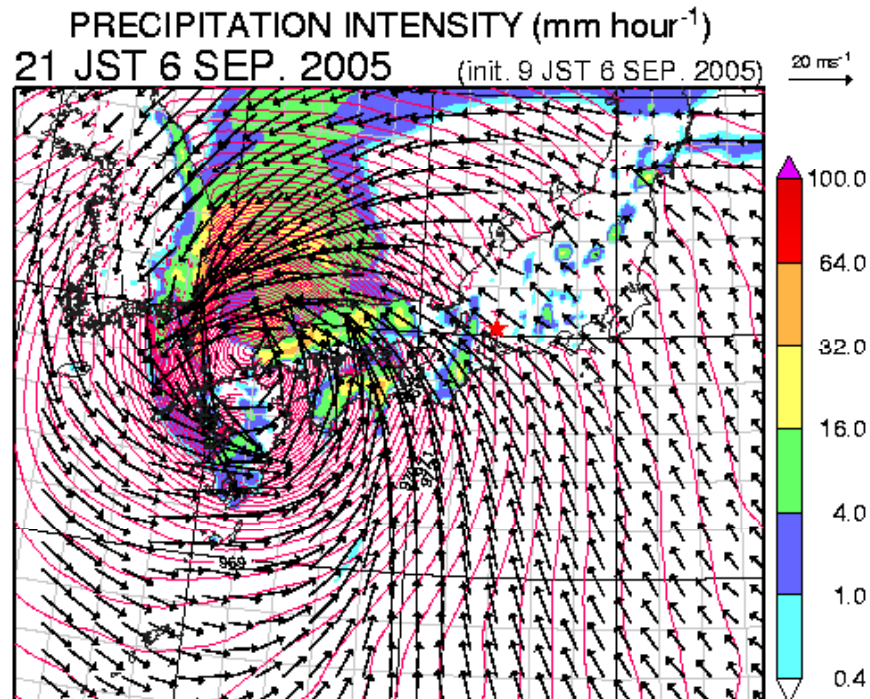 PRECIPITATION INTENSITY (mm hour-1)
21 JST 6 SEP. 2005
(init. 9 JST 6 SEP. 2005)
20 ms-1
100.0
64.0
32.0
16.0
4.0
1.0
0.4
969